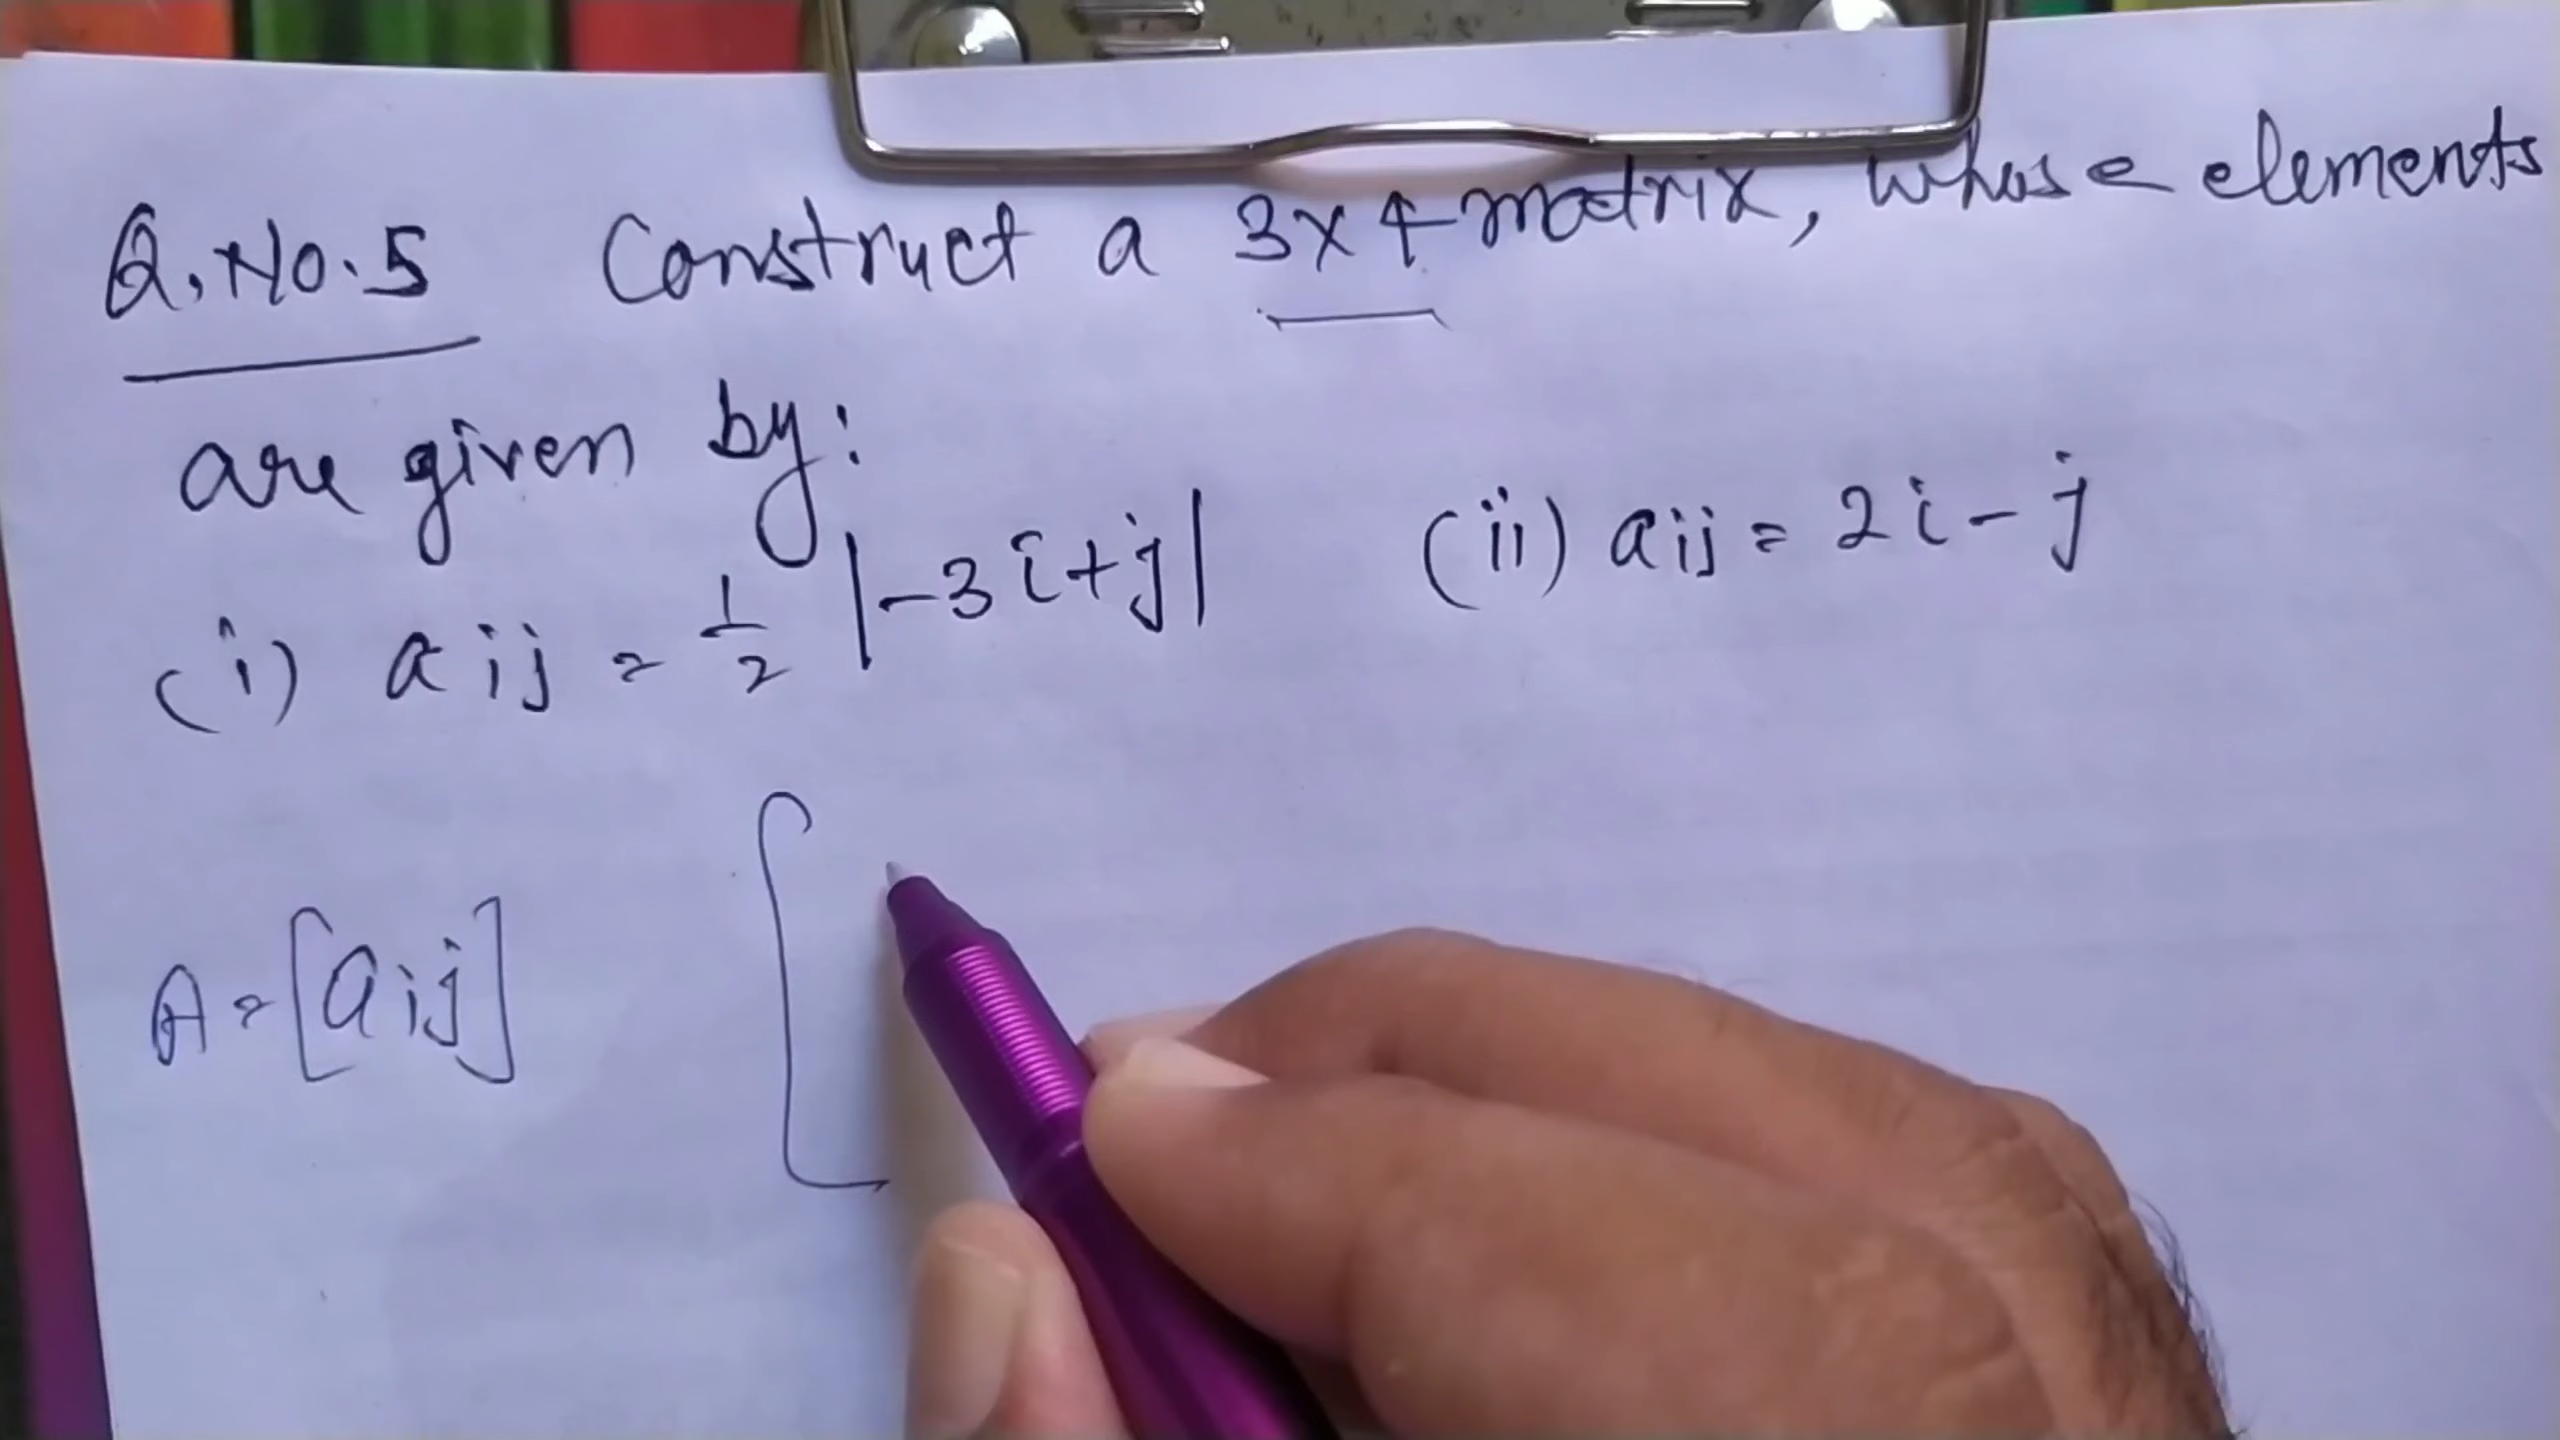 Q.No.5 Construct a 3x4 matrix, whose elements
are given by:
(i) aij = 1/2 |-3i+j| (ii) aij = 2i-j
A=[aij] [